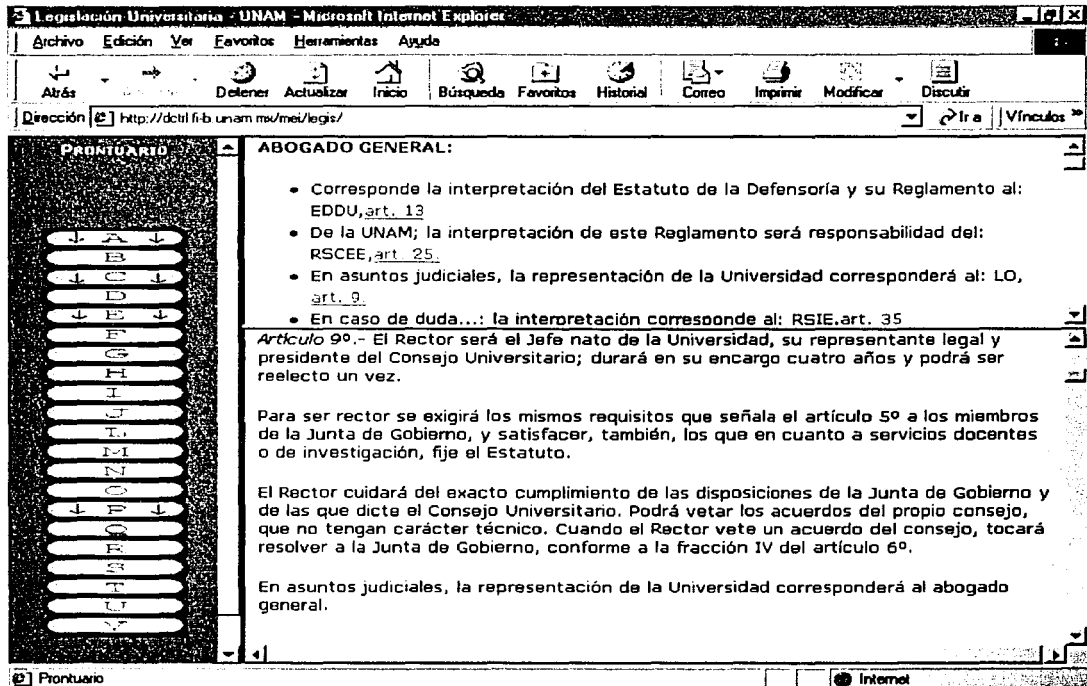 Legislación Universitaria - UNAM - Microsoft Internet Explorer
Archivo Edición Ver Favoritos Herramientas Ayuda
Atrás Detener Actualizar Inicio Búsqueda Favoritos Historial Correo Imprimir Modificar Discutir
Dirección http://dctrl.fi-b.unam.mx/mei/legis/ Ir a Vínculos »
PRONTUARIO
A
B
C
D
E
F
G
H
I
J
L
M
N
O
P
Q
R
S
T
U
V
ABOGADO GENERAL:
• Corresponde la interpretación del Estatuto de la Defensoría y su Reglamento al:
EDDU,art. 13
• De la UNAM; la interpretación de este Reglamento será responsabilidad del:
RSCEE,art. 25.
• En asuntos judiciales, la representación de la Universidad corresponderá al: LO,
art. 9.
• En caso de duda...: la interpretación corresponde al: RSIE.art. 35
Artículo 9º.- El Rector será el Jefe nato de la Universidad, su representante legal y
presidente del Consejo Universitario; durará en su encargo cuatro años y podrá ser
reelecto un vez.
Para ser rector se exigirá los mismos requisitos que señala el artículo 5º a los miembros
de la Junta de Gobierno, y satisfacer, también, los que en cuanto a servicios docentes
o de investigación, fije el Estatuto.
El Rector cuidará del exacto cumplimiento de las disposiciones de la Junta de Gobierno y
de las que dicte el Consejo Universitario. Podrá vetar los acuerdos del propio consejo,
que no tengan carácter técnico. Cuando el Rector vete un acuerdo del consejo, tocará
resolver a la Junta de Gobierno, conforme a la fracción IV del artículo 6º.
En asuntos judiciales, la representación de la Universidad corresponderá al abogado
general.
Prontuario Internet